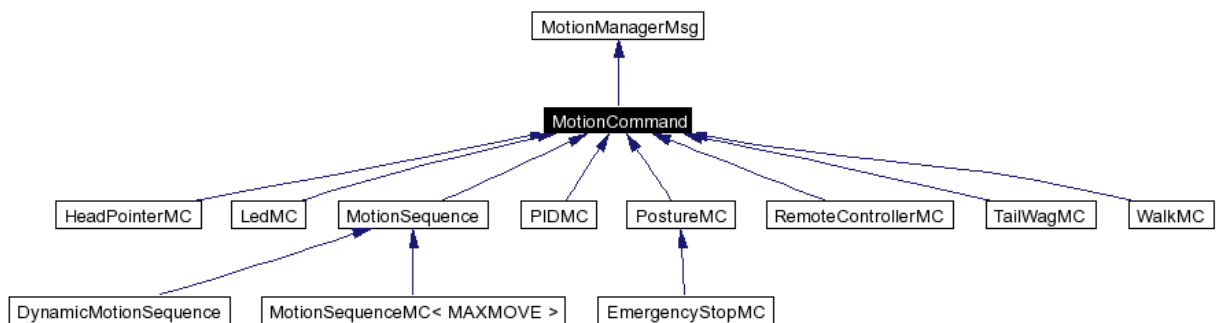 MotionManagerMsg
MotionCommand
HeadPointerMC
LedMC
MotionSequence
PIDMC
PostureMC
RemoteControllerMC
TailWagMC
WalkMC
DynamicMotionSequence
MotionSequenceMC< MAXMOVE >
EmergencyStopMC